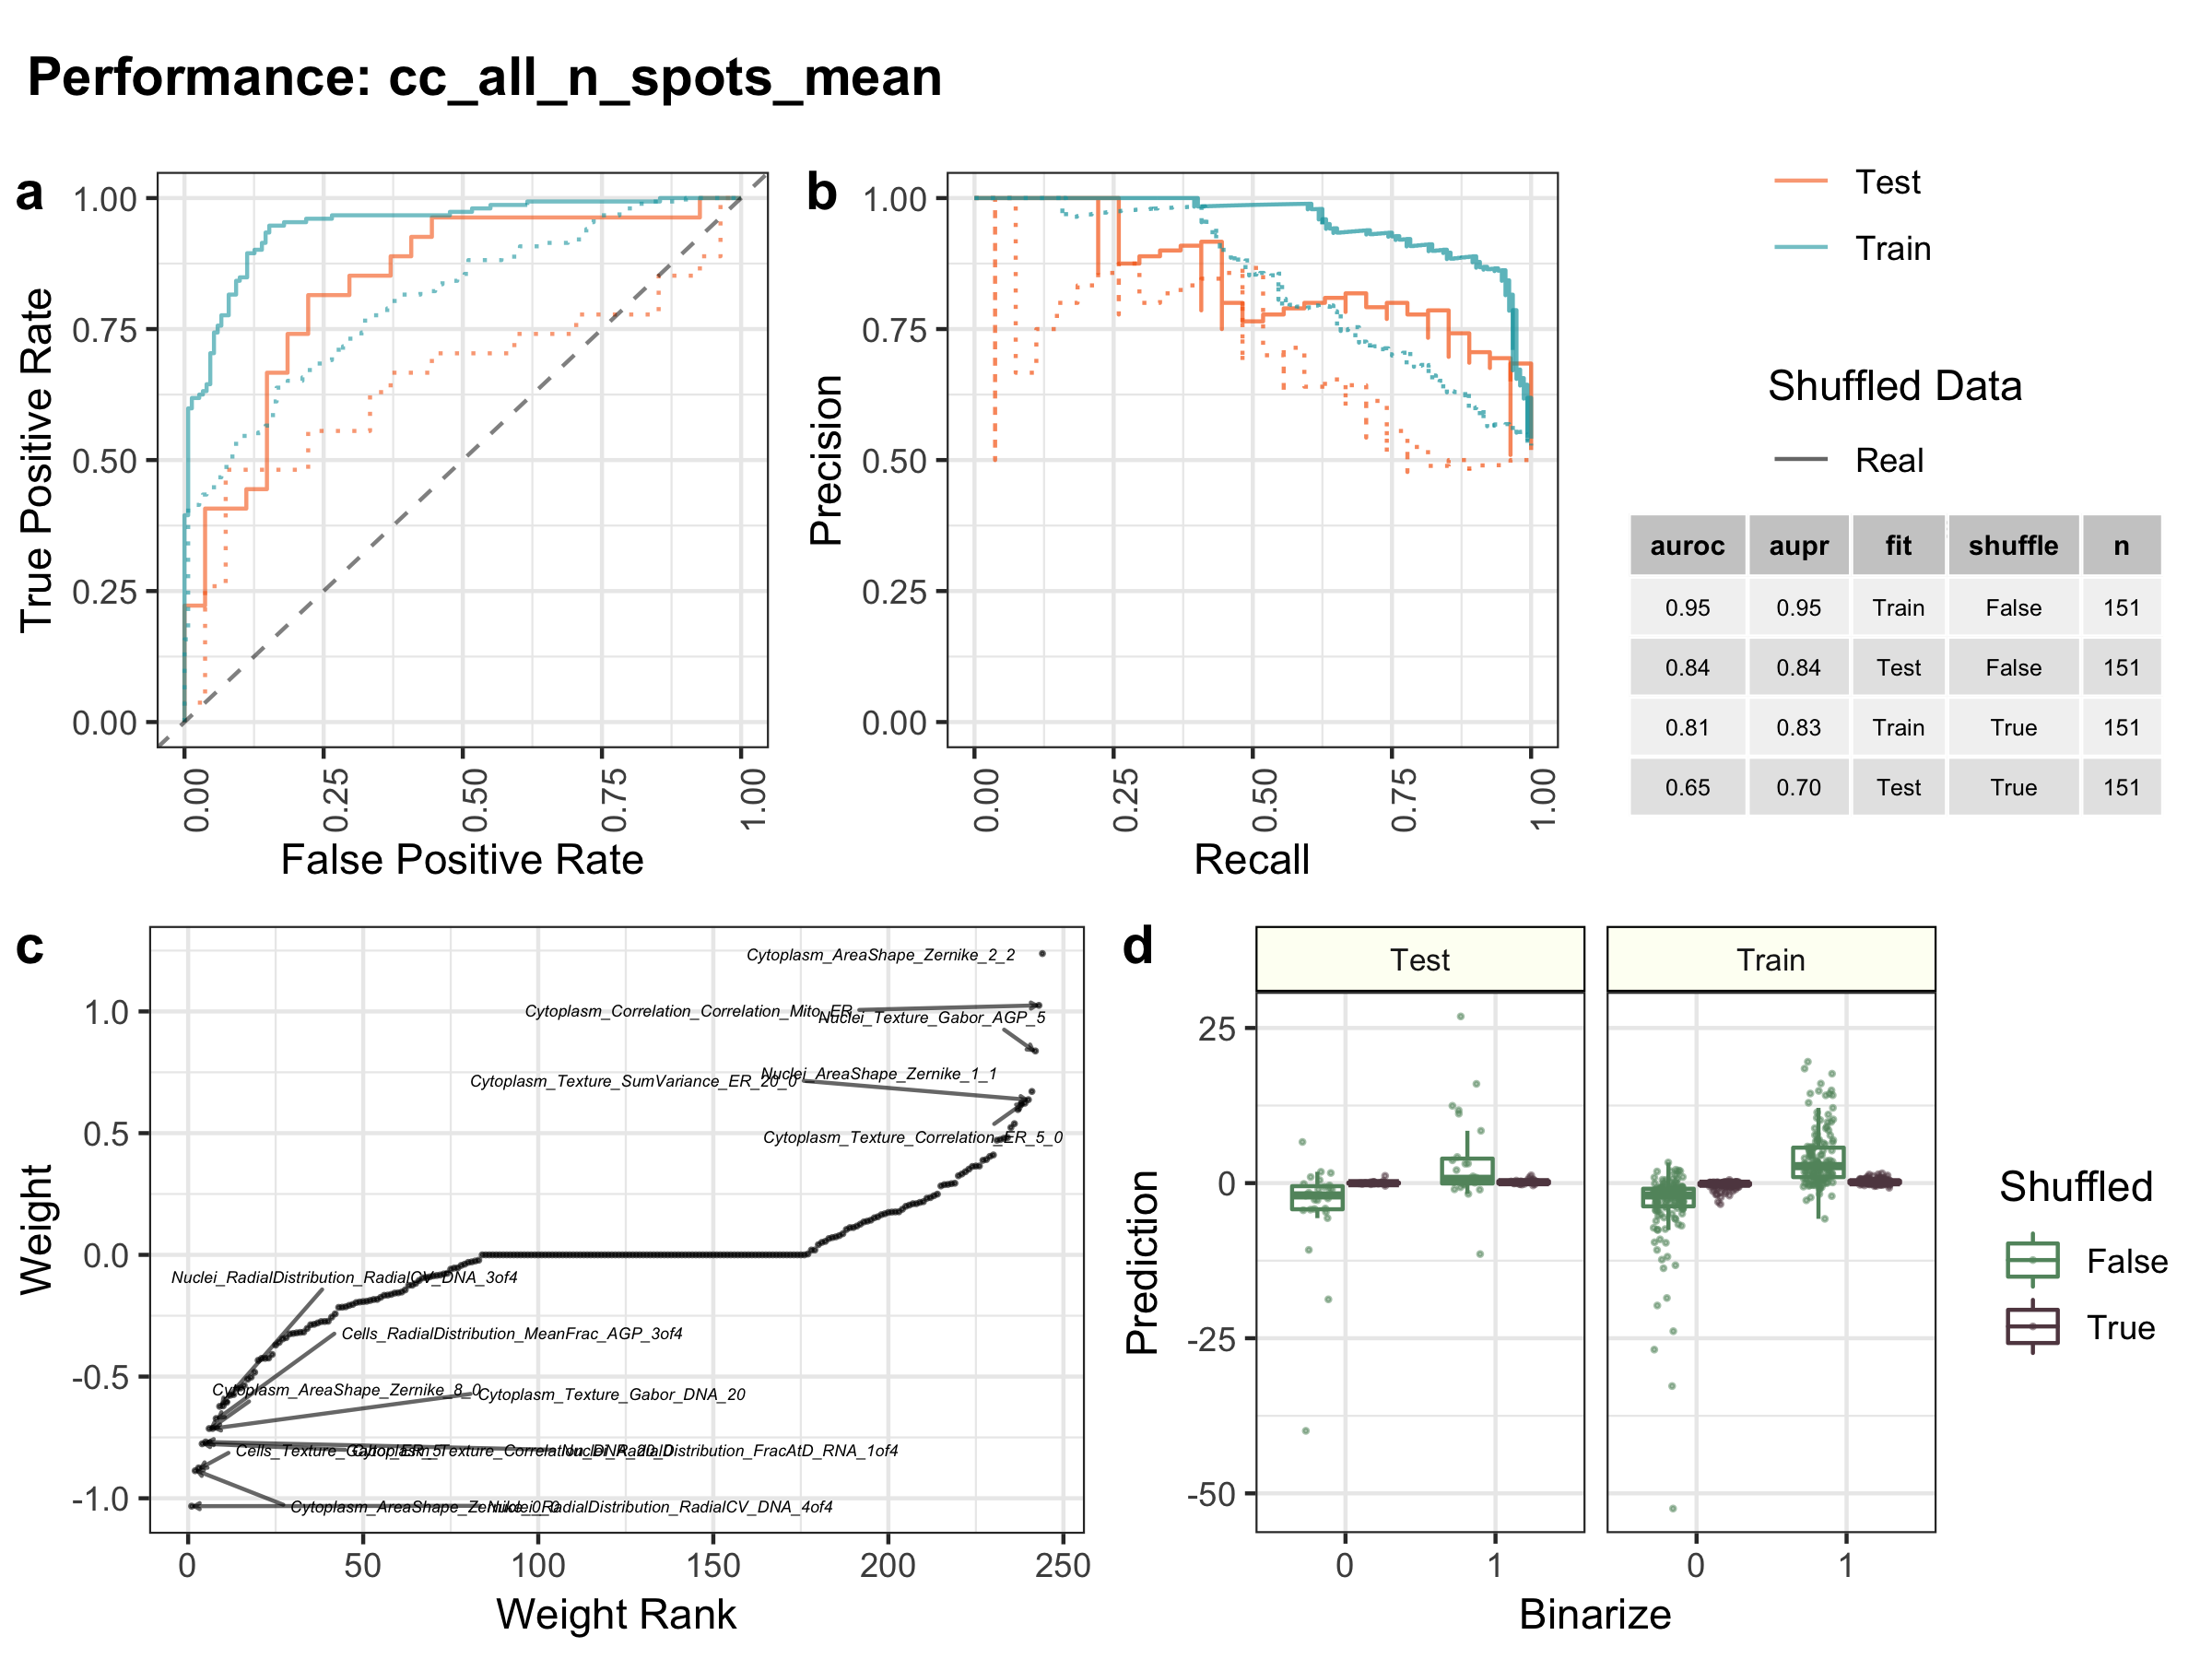 Performance: cc_all_n_spots_mean
a
1.00
0.75
0.50
0.25
0.00
True Positive Rate
0.00
0.25
0.50
0.75
1.00
False Positive Rate
b
1.00
0.75
0.50
0.25
0.00
Precision
0.00
0.25
0.50
0.75
1.00
Recall
Test
Train
Shuffled Data
Real
auroc aupr fit shuffle n
0.95 0.95 Train False 151
0.84 0.84 Test False 151
0.81 0.83 Train True 151
0.65 0.70 Test True 151
c
1.0
0.5
0.0
-0.5
-1.0
Weight
Cytoplasm_AreaShape_Zernike_2_2
Cytoplasm_Correlation_Correlation_Mito_ER
Nuclei_Texture_Gabor_AGP_5
Nuclei_AreaShape_Zernike_1_1
Cytoplasm_Texture_SumVariance_ER_20_0
Cytoplasm_Texture_Correlation_ER_5_0
Nuclei_RadialDistribution_RadialCV_DNA_3of4
Cells_RadialDistribution_MeanFrac_AGP_3of4
Cytoplasm_AreaShape_Zernike_8_0
Cytoplasm_Texture_Gabor_DNA_20
Cells_Texture_Gabor_ER_5
Cytoplasm_Texture_Correlation_DNA_20_0
Nuclei_RadialDistribution_FracAtD_RNA_1of4
Cytoplasm_AreaShape_Zernike_0_0
Nuclei_RadialDistribution_RadialCV_DNA_4of4
0
50
100
150
200
250
Weight Rank
d
Test
Train
25
0
-25
-50
Prediction
0
1
0
1
Binarize
Shuffled
False
True